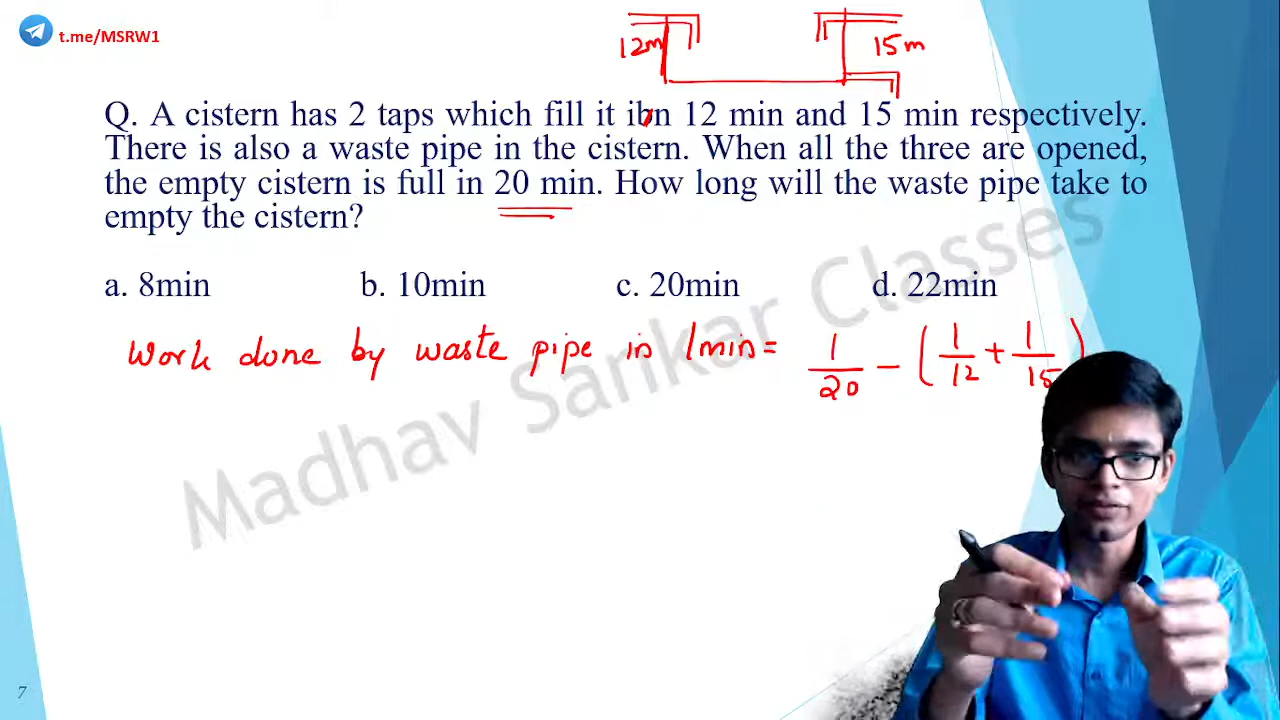 t.me/MSRW1
12m 15m
Q. A cistern has 2 taps which fill it ibn 12 min and 15 min respectively.
There is also a waste pipe in the cistern. When all the three are opened,
the empty cistern is full in 20 min. How long will the waste pipe take to
empty the cistern?
a. 8min b. 10min c. 20min d. 22min
Work done by waste pipe in 1min = 1/20 - (1/12 + 1/15)
Madhav Sarikar Classes
7